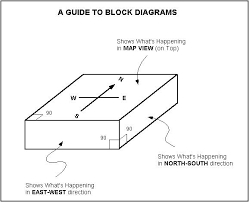 A GUIDE TO BLOCK DIAGRAMS
Shows What's Happening
in MAP VIEW (on Top)
N
W
E
S
90
90
90
Shows What's Happening
in NORTH-SOUTH direction
Shows What's Happening
in EAST-WEST direction